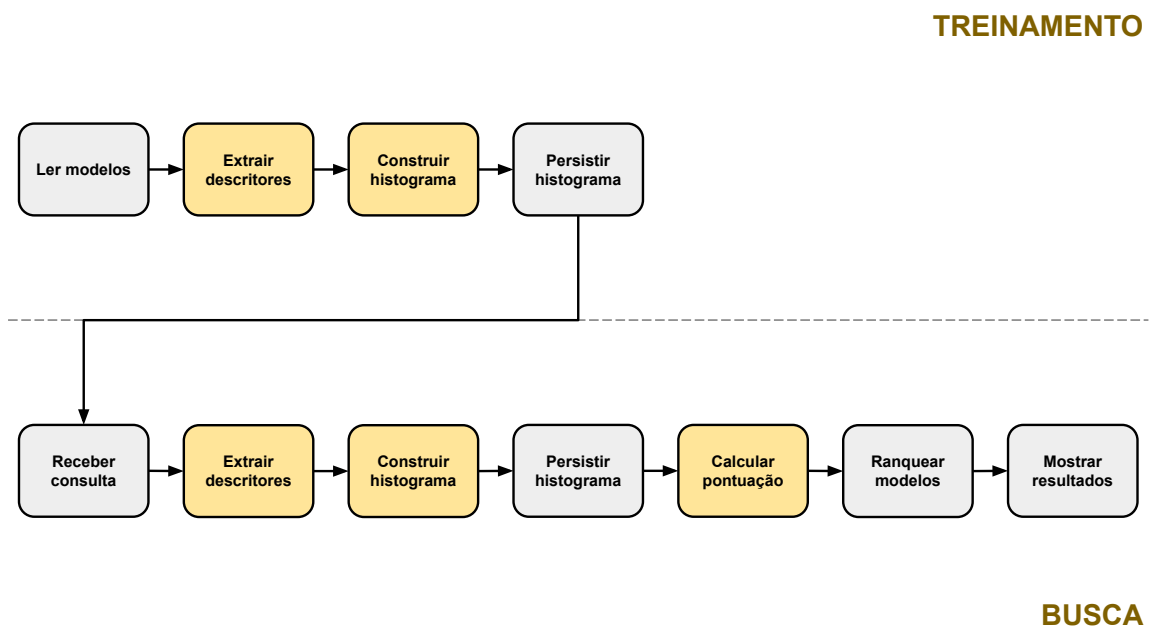 TREINAMENTO
Ler modelos
Extrair
descritores
Construir
histograma
Persistir
histograma
Receber
consulta
Extrair
descritores
Construir
histograma
Persistir
histograma
Calcular
pontuação
Ranquear
modelos
Mostrar
resultados
BUSCA